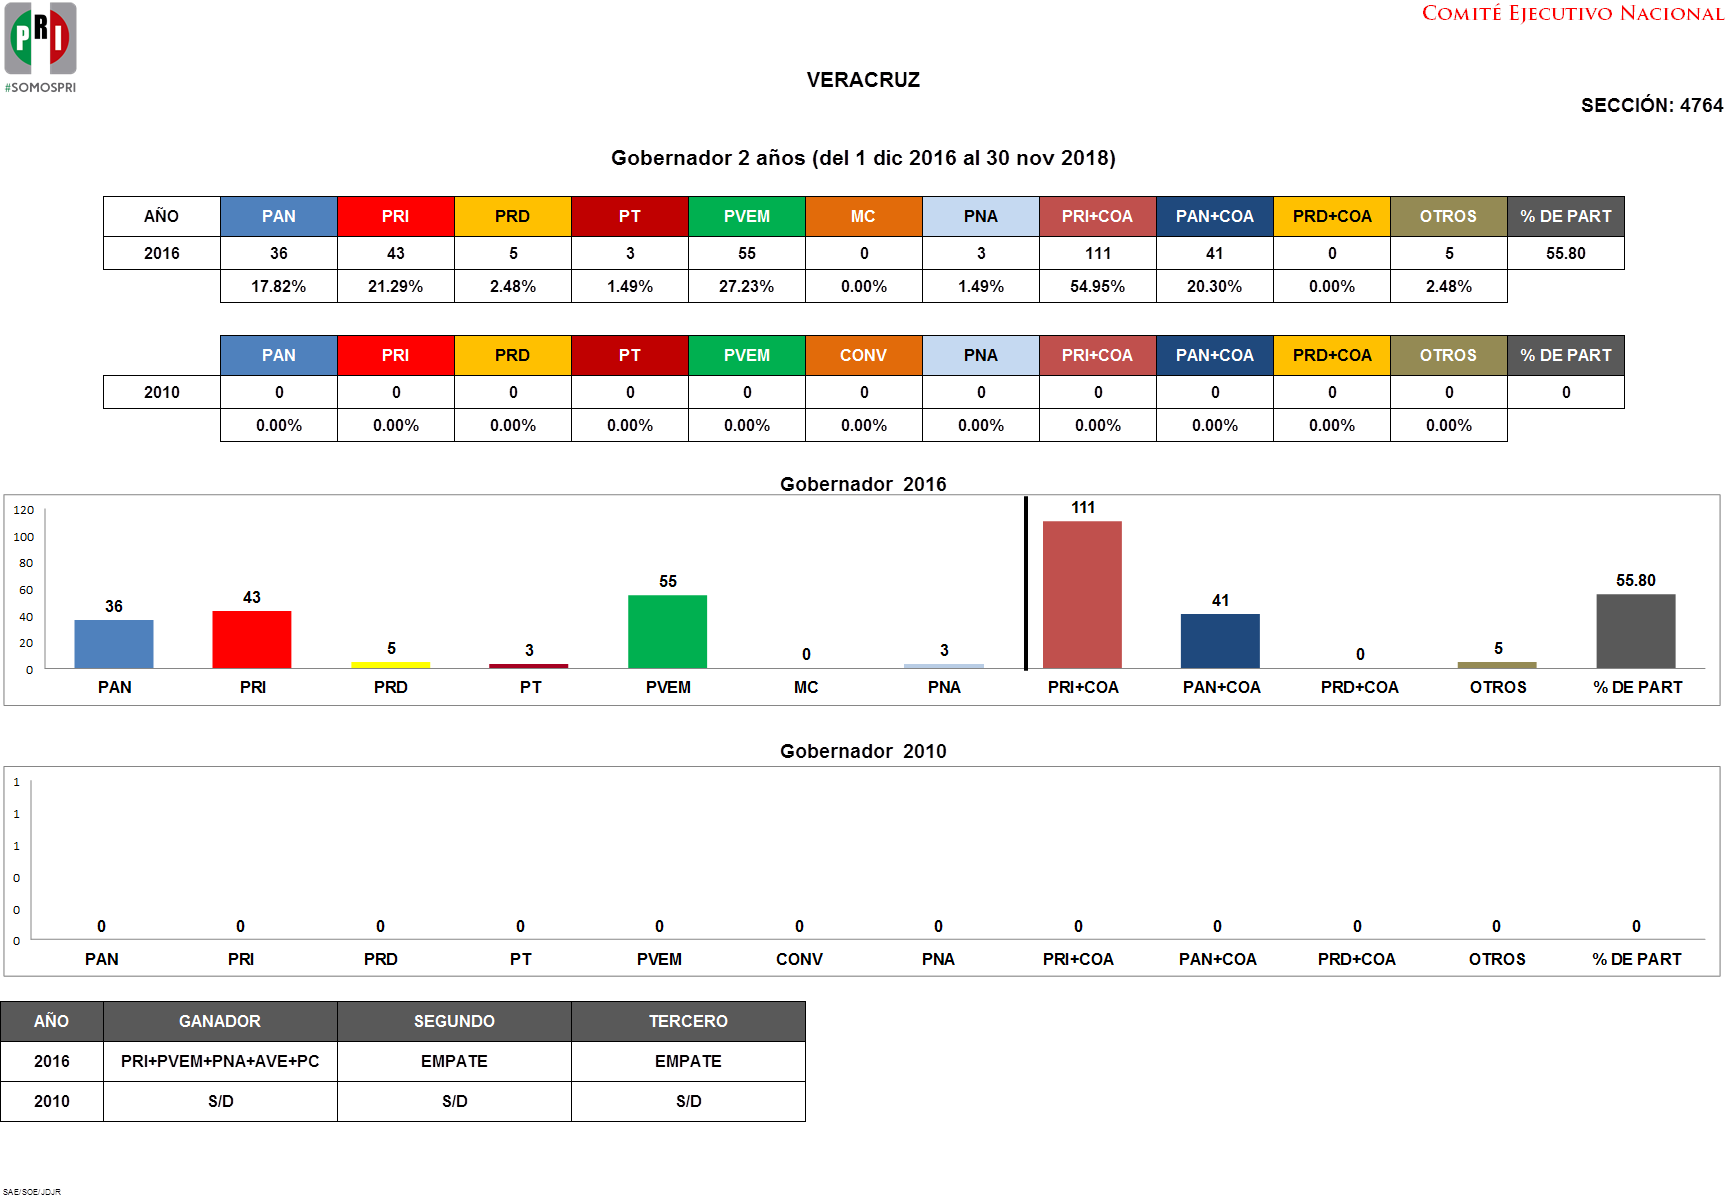 COMITÉ EJECUTIVO NACIONAL
PRI
#SOMOSPRI
VERACRUZ
SECCIÓN: 4764
Gobernador 2 años (del 1 dic 2016 al 30 nov 2018)
AÑO PAN PRI PRD PT PVEM MC PNA PRI+COA PAN+COA PRD+COA OTROS % DE PART
2016 36 43 5 3 55 0 3 111 41 0 5 55.80
17.82% 21.29% 2.48% 1.49% 27.23% 0.00% 1.49% 54.95% 20.30% 0.00% 2.48%
PAN PRI PRD PT PVEM CONV PNA PRI+COA PAN+COA PRD+COA OTROS % DE PART
2010 0 0 0 0 0 0 0 0 0 0 0 0
0.00% 0.00% 0.00% 0.00% 0.00% 0.00% 0.00% 0.00% 0.00% 0.00% 0.00%
Gobernador 2016
120
100
80
60
40
20
0
36 43 5 3 55 0 3 111 41 0 5 55.80
PAN PRI PRD PT PVEM MC PNA PRI+COA PAN+COA PRD+COA OTROS % DE PART
Gobernador 2010
1
1
1
0
0
0
0 0 0 0 0 0 0 0 0 0 0 0
PAN PRI PRD PT PVEM CONV PNA PRI+COA PAN+COA PRD+COA OTROS % DE PART
AÑO GANADOR SEGUNDO TERCERO
2016 PRI+PVEM+PNA+AVE+PC EMPATE EMPATE
2010 S/D S/D S/D
SAE/SOE/JDJR